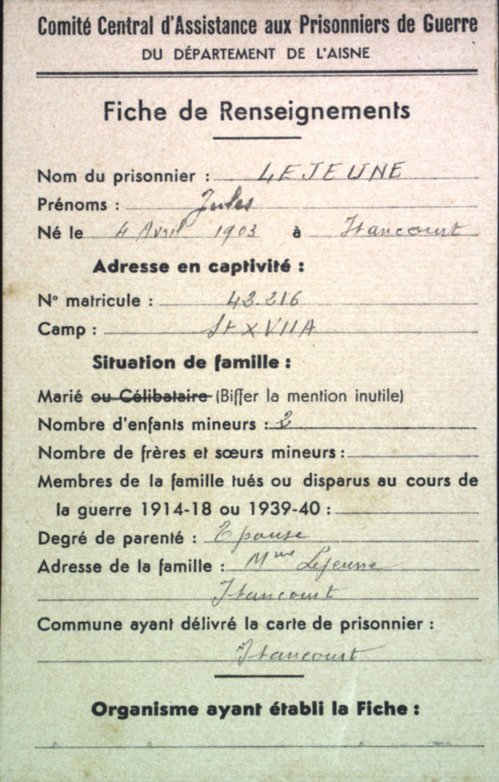 Comité Central d'Assistance aux Prisonniers de Guerre
DU DÉPARTEMENT DE L'AISNE
Fiche de Renseignements
Nom du prisonnier : LEJEUNE
Prénoms : Jules
Né le 4 Avril 1903 à Itancourt
Adresse en captivité :
N° matricule : 42.216
Camp : St XVII A
Situation de famille :
Marié ou Célibataire (Biffer la mention inutile)
Nombre d'enfants mineurs : 2
Nombre de frères et sœurs mineurs :
Membres de la famille tués ou disparus au cours de
la guerre 1914-18 ou 1939-40 :
Degré de parenté : Epouse
Adresse de la famille : Mme Lejeune
Itancourt
Commune ayant délivré la carte de prisonnier :
Itancourt
Organisme ayant établi la Fiche :